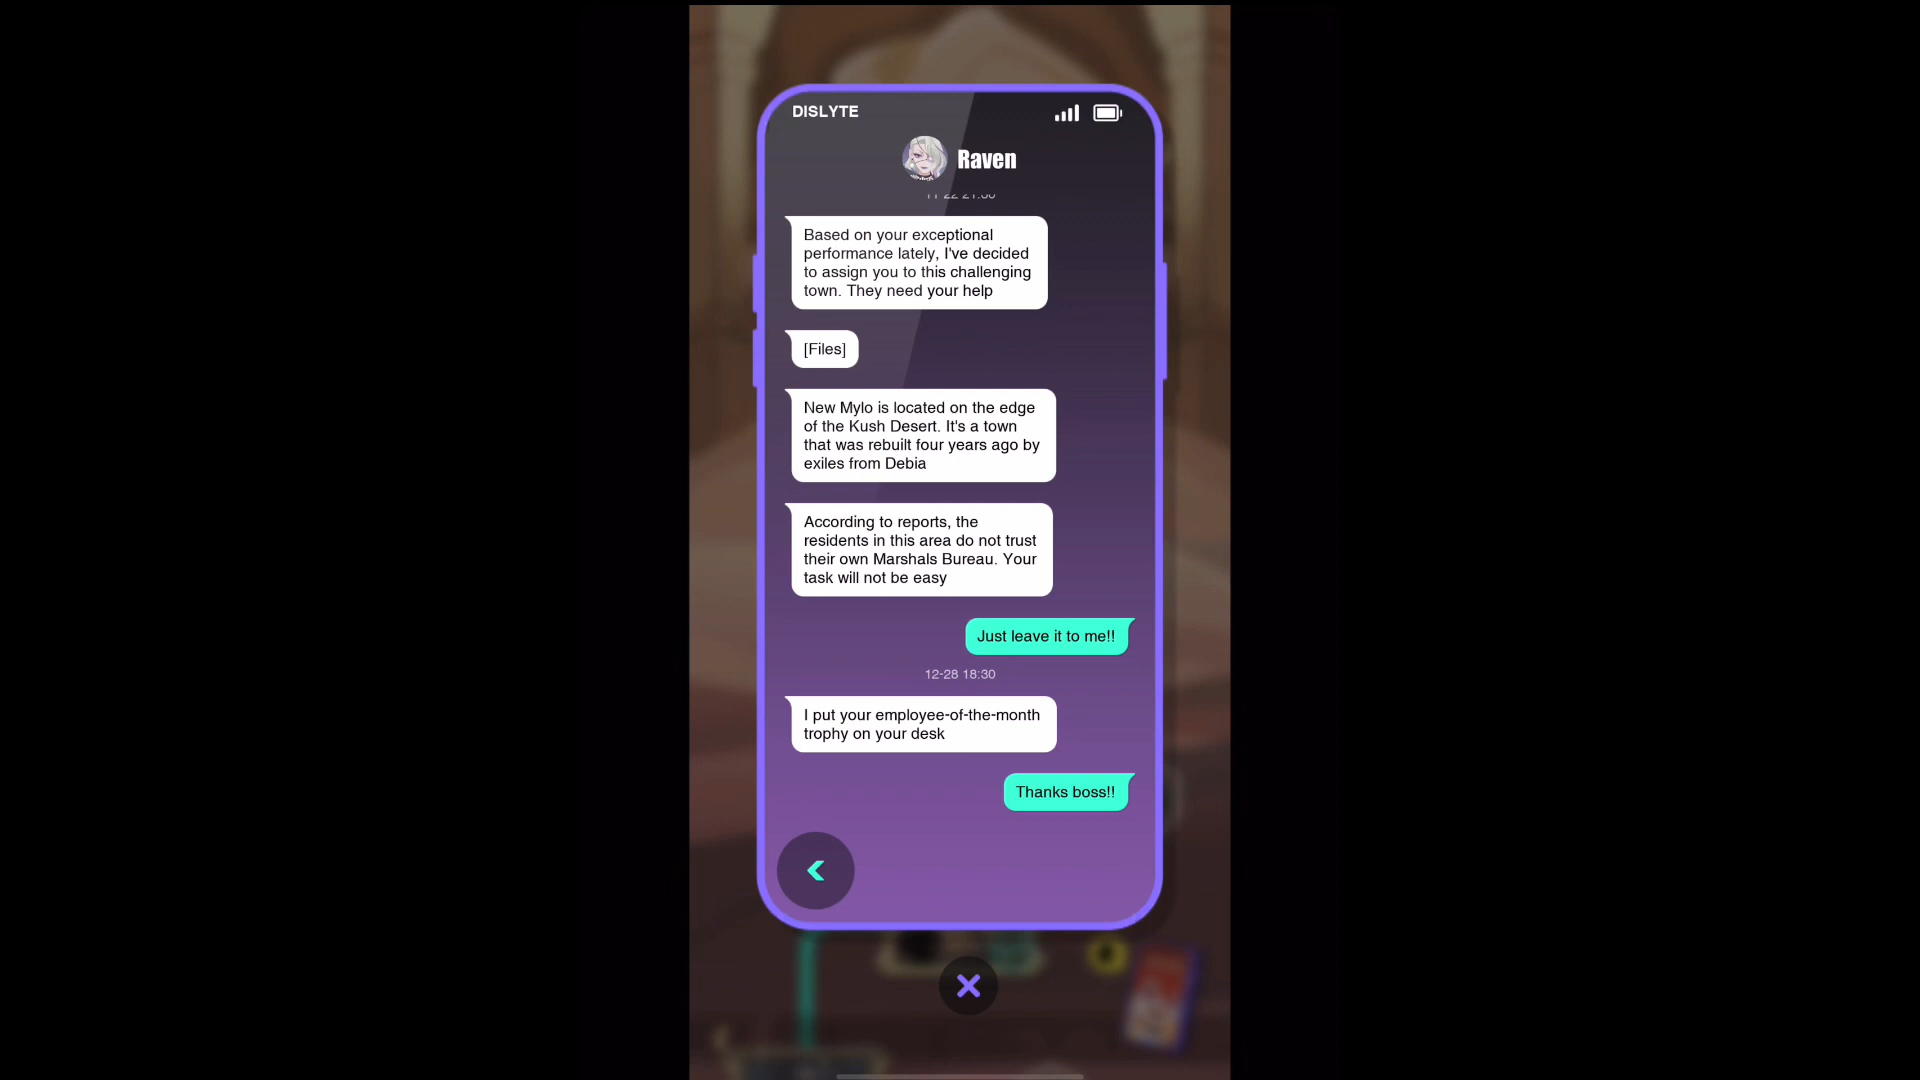 DISLYTE
Raven
Based on your exceptional
performance lately, I've decided
to assign you to this challenging
town. They need your help
[Files]
New Mylo is located on the edge
of the Kush Desert. It's a town
that was rebuilt four years ago by
exiles from Debia
According to reports, the
residents in this area do not trust
their own Marshals Bureau. Your
task will not be easy
Just leave it to me!!
12-28 18:30
I put your employee-of-the-month
trophy on your desk
Thanks boss!!